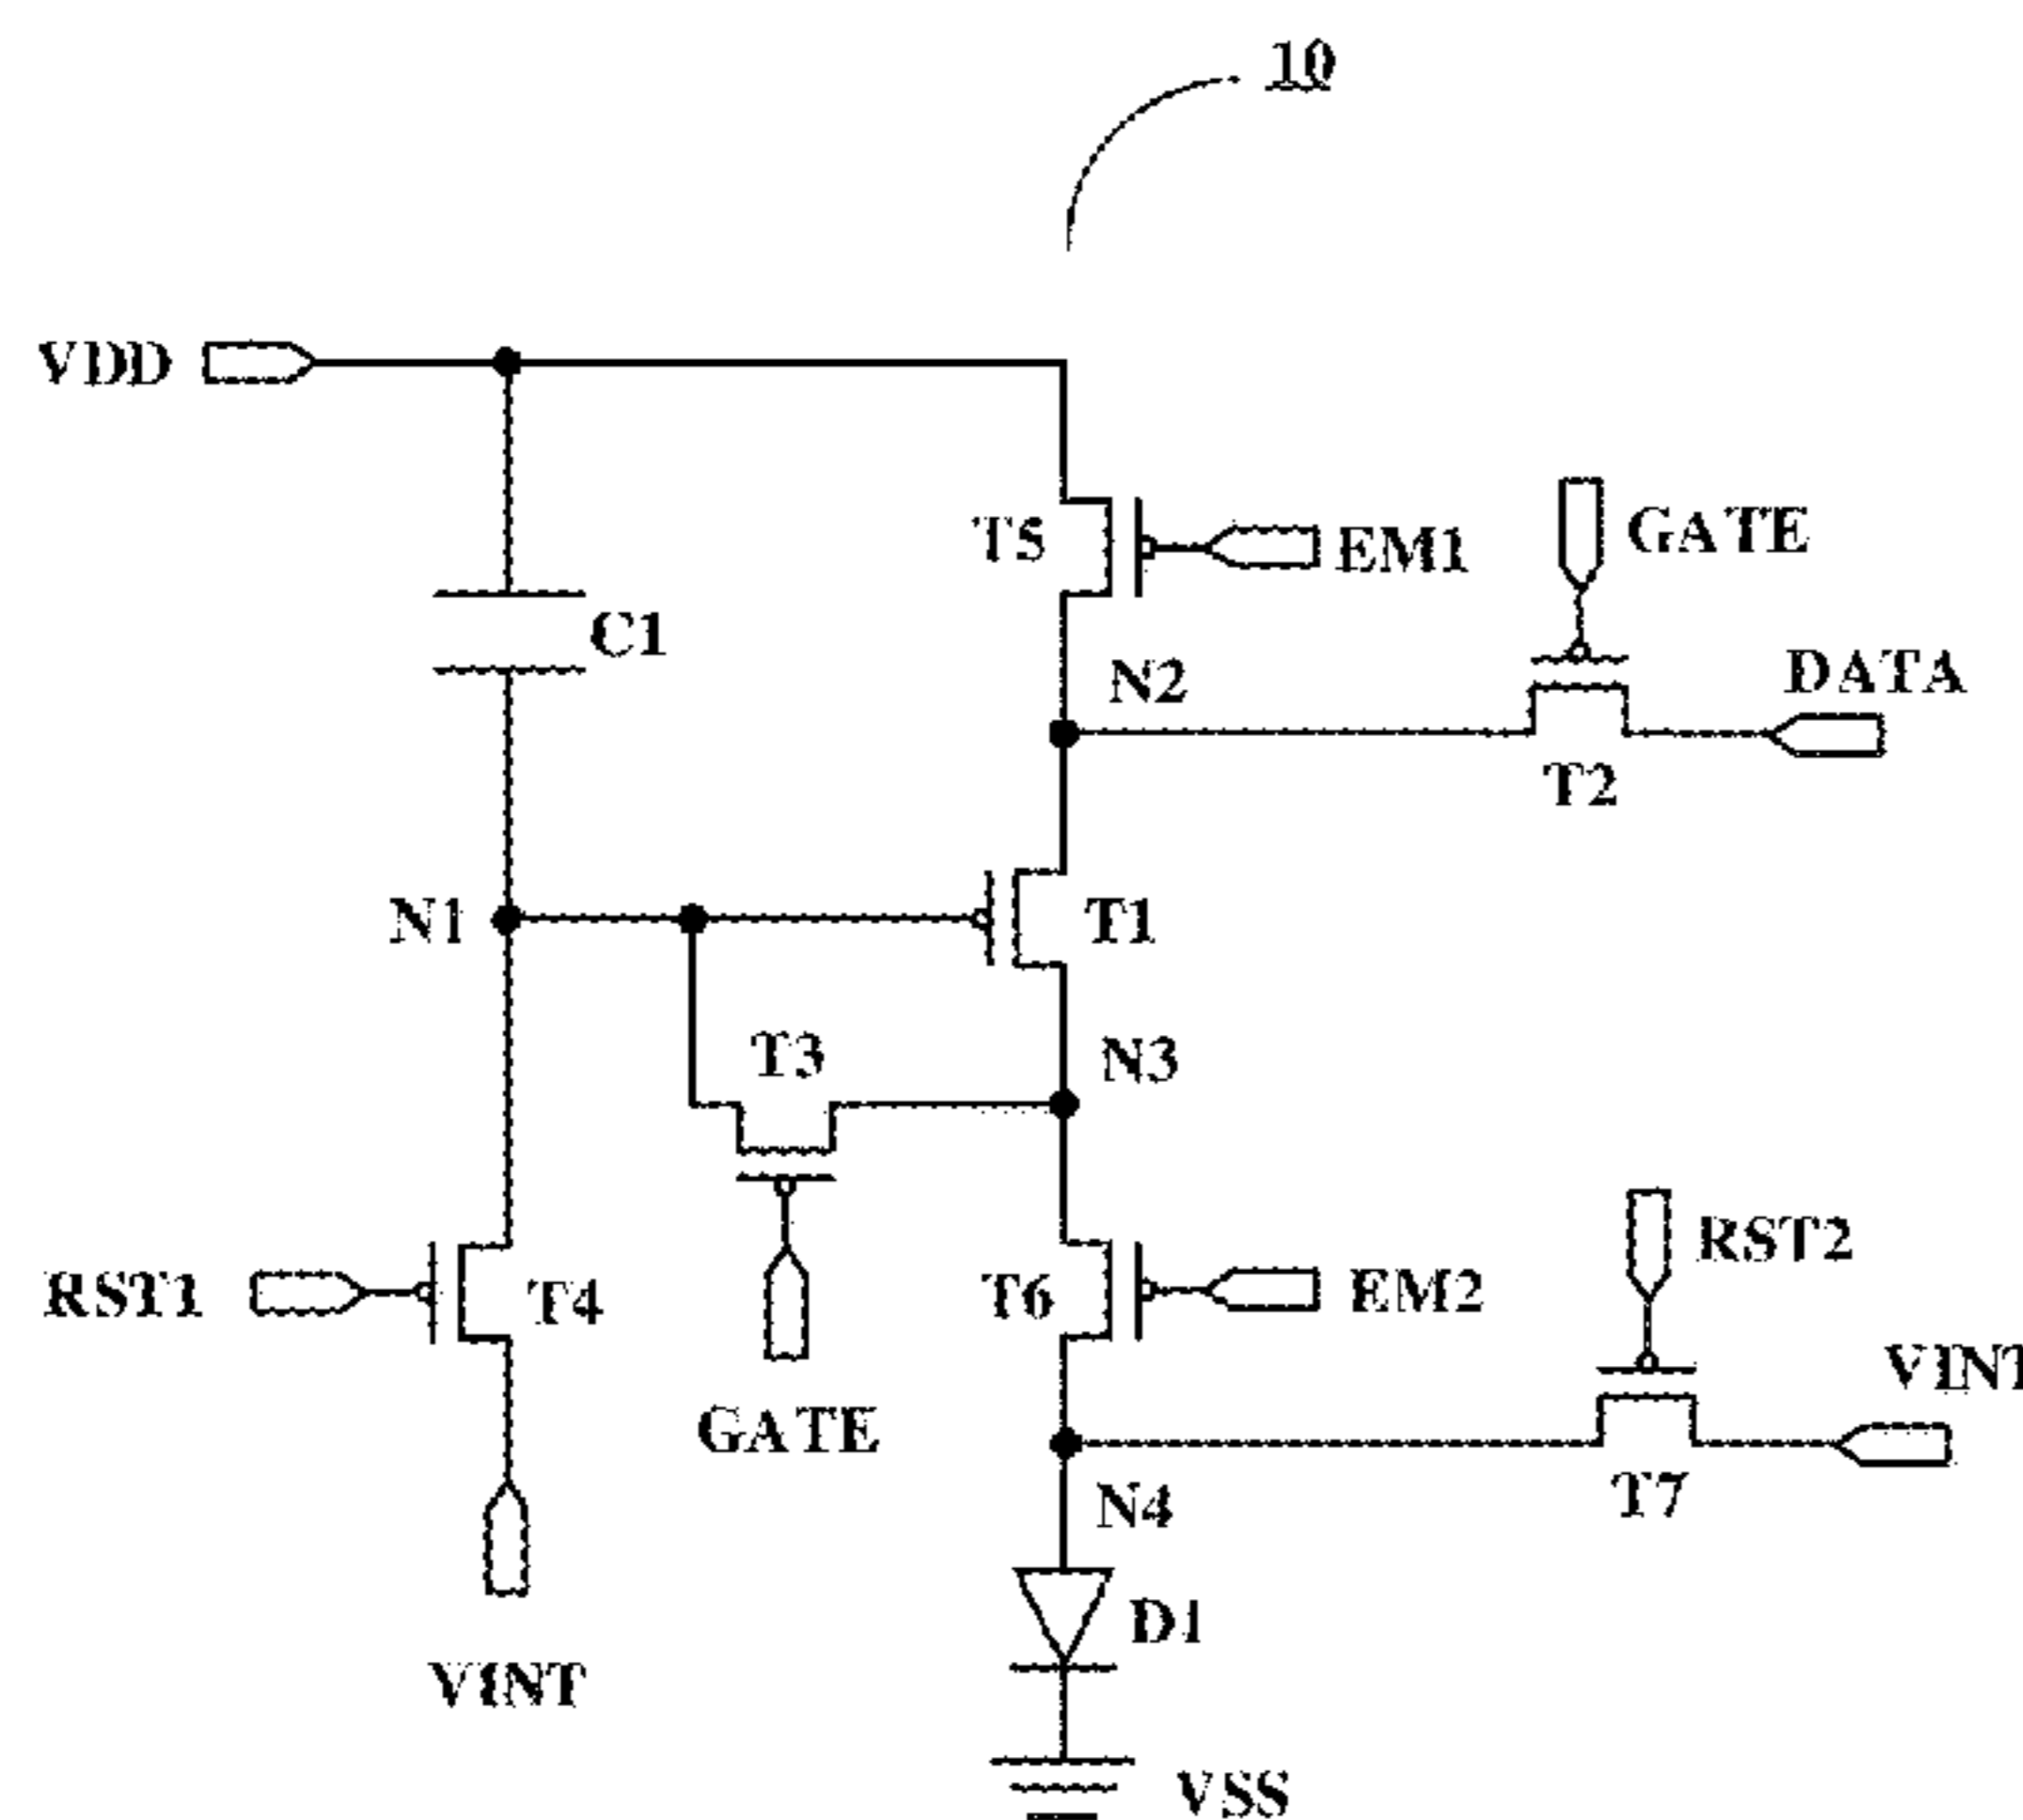 10
VDD
T5
EM1
GATE
C1
N2
DATA
T2
N1
T1
T3
N3
RST1
T4
T6
EM2
RST2
VINT
GATE
N4
T7
D1
VINT
VSS